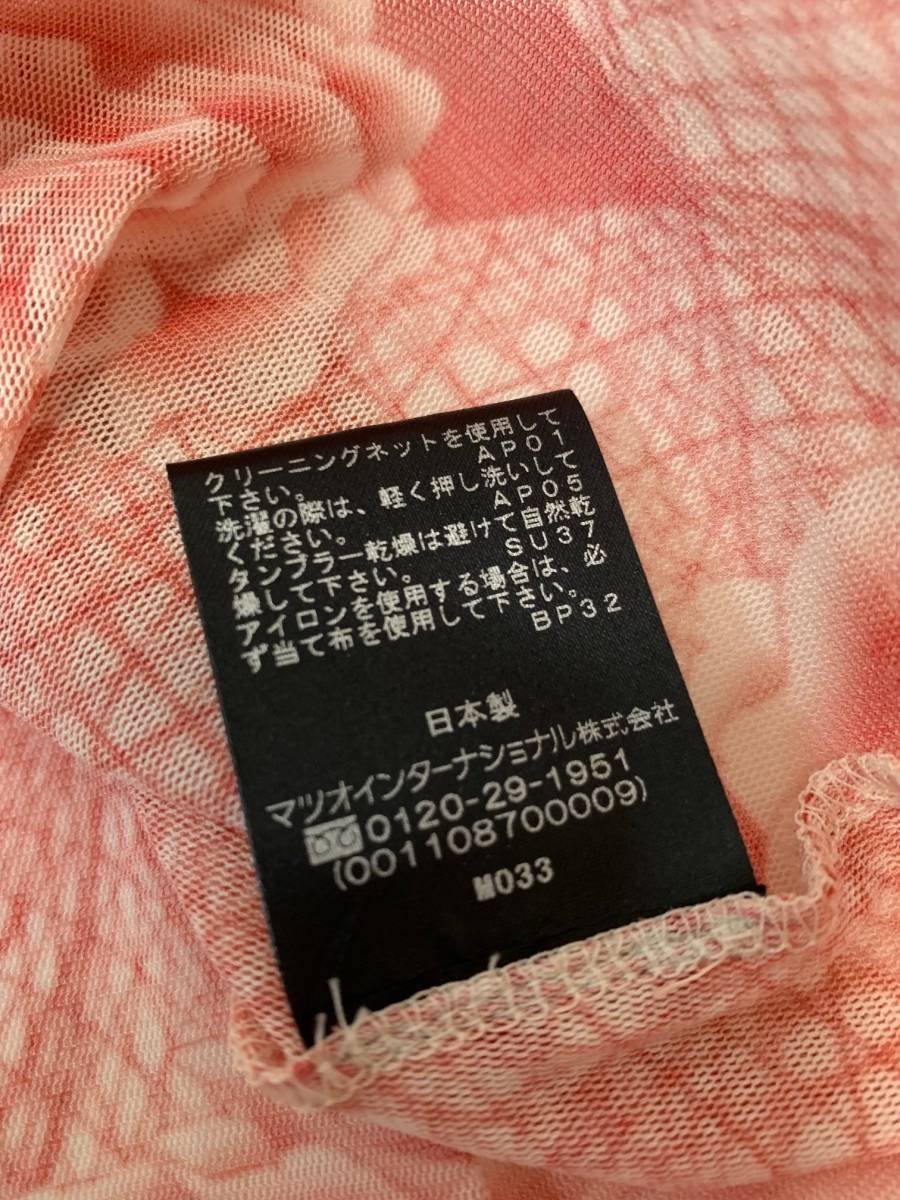 クリーニングネットを使用して
下さい。 AP01
洗濯の際は、軽く押し洗いして
ください。 AP05
タンブラー乾燥は避けて自然乾
燥して下さい。 SU37
アイロンを使用する場合は、必
ず当て布を使用して下さい。
BP32
日本製
マツオインターナショナル株式会社
0120-29-1951
(001108700009)
M033